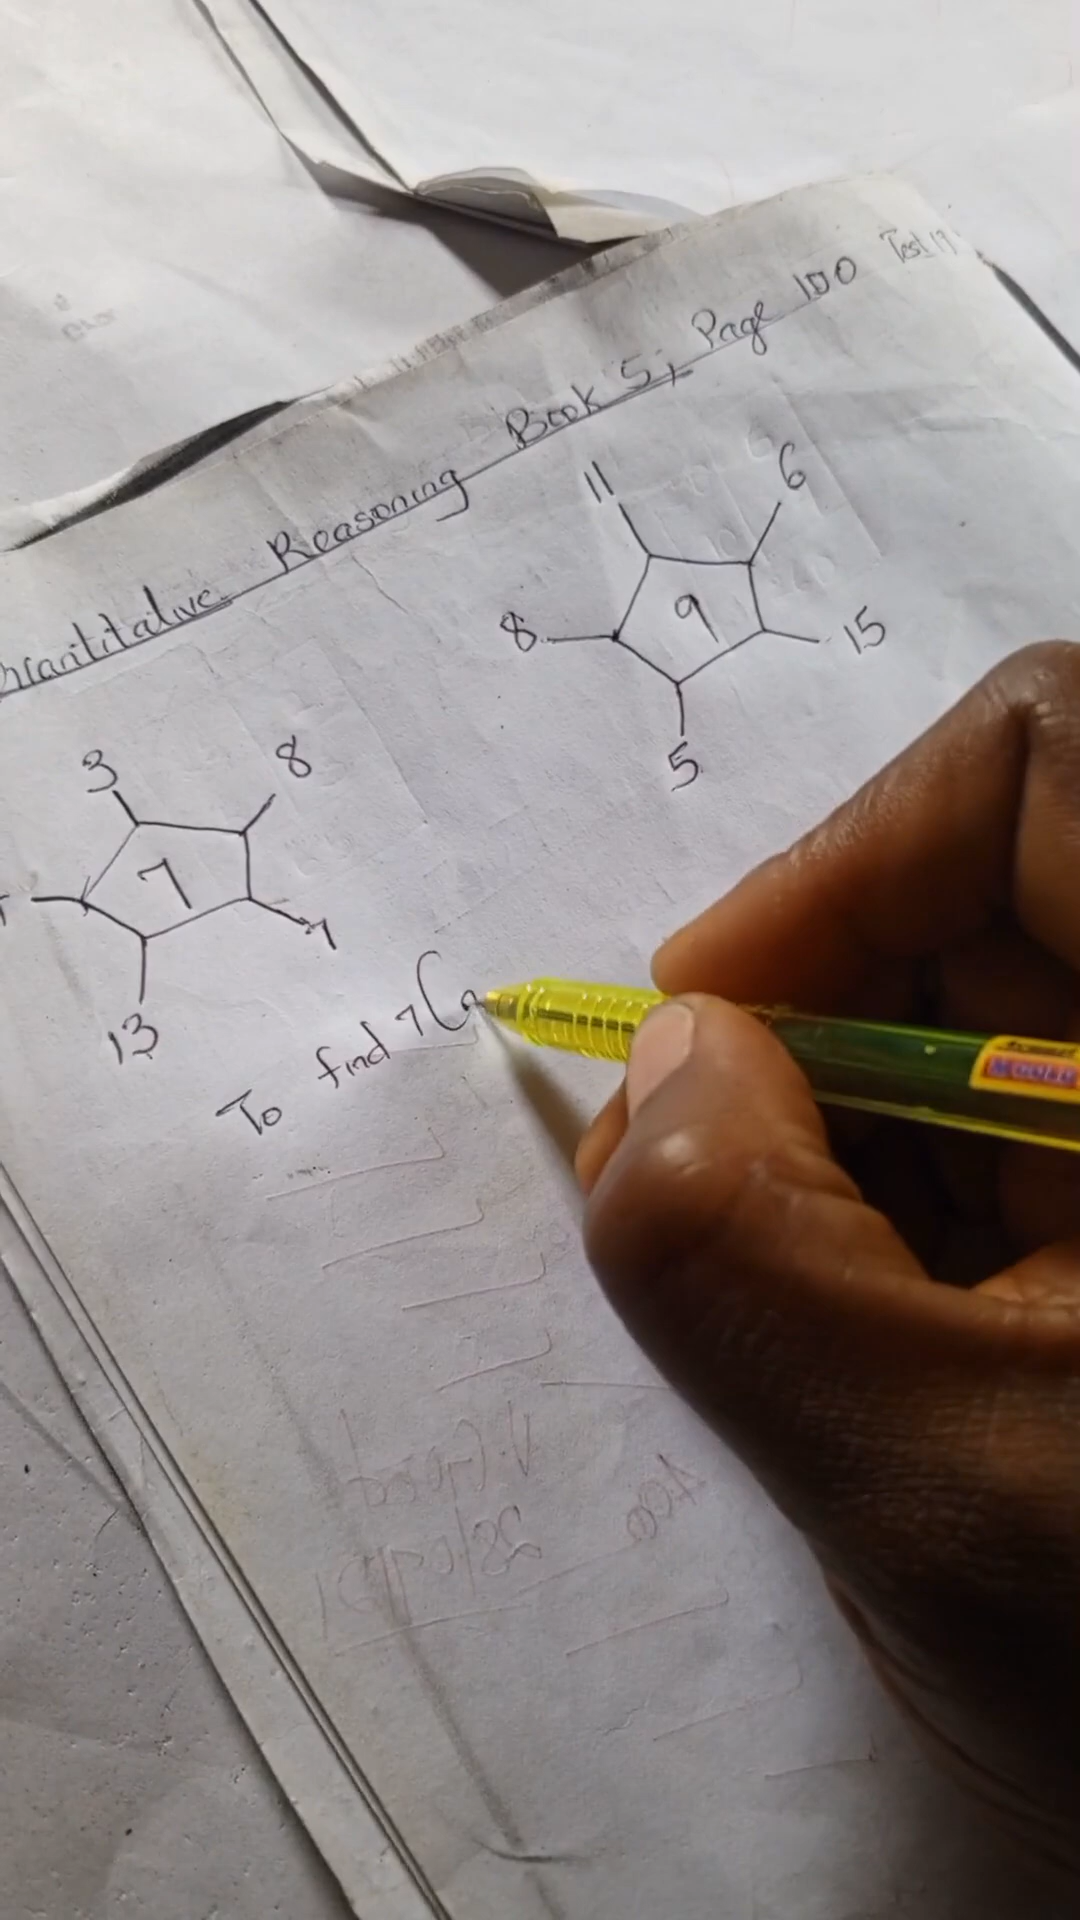 Quantitative Reasoning Book 5, Page 100 Test 19
11 6
8 9 15
5
3 8
7
7
13
To find 7